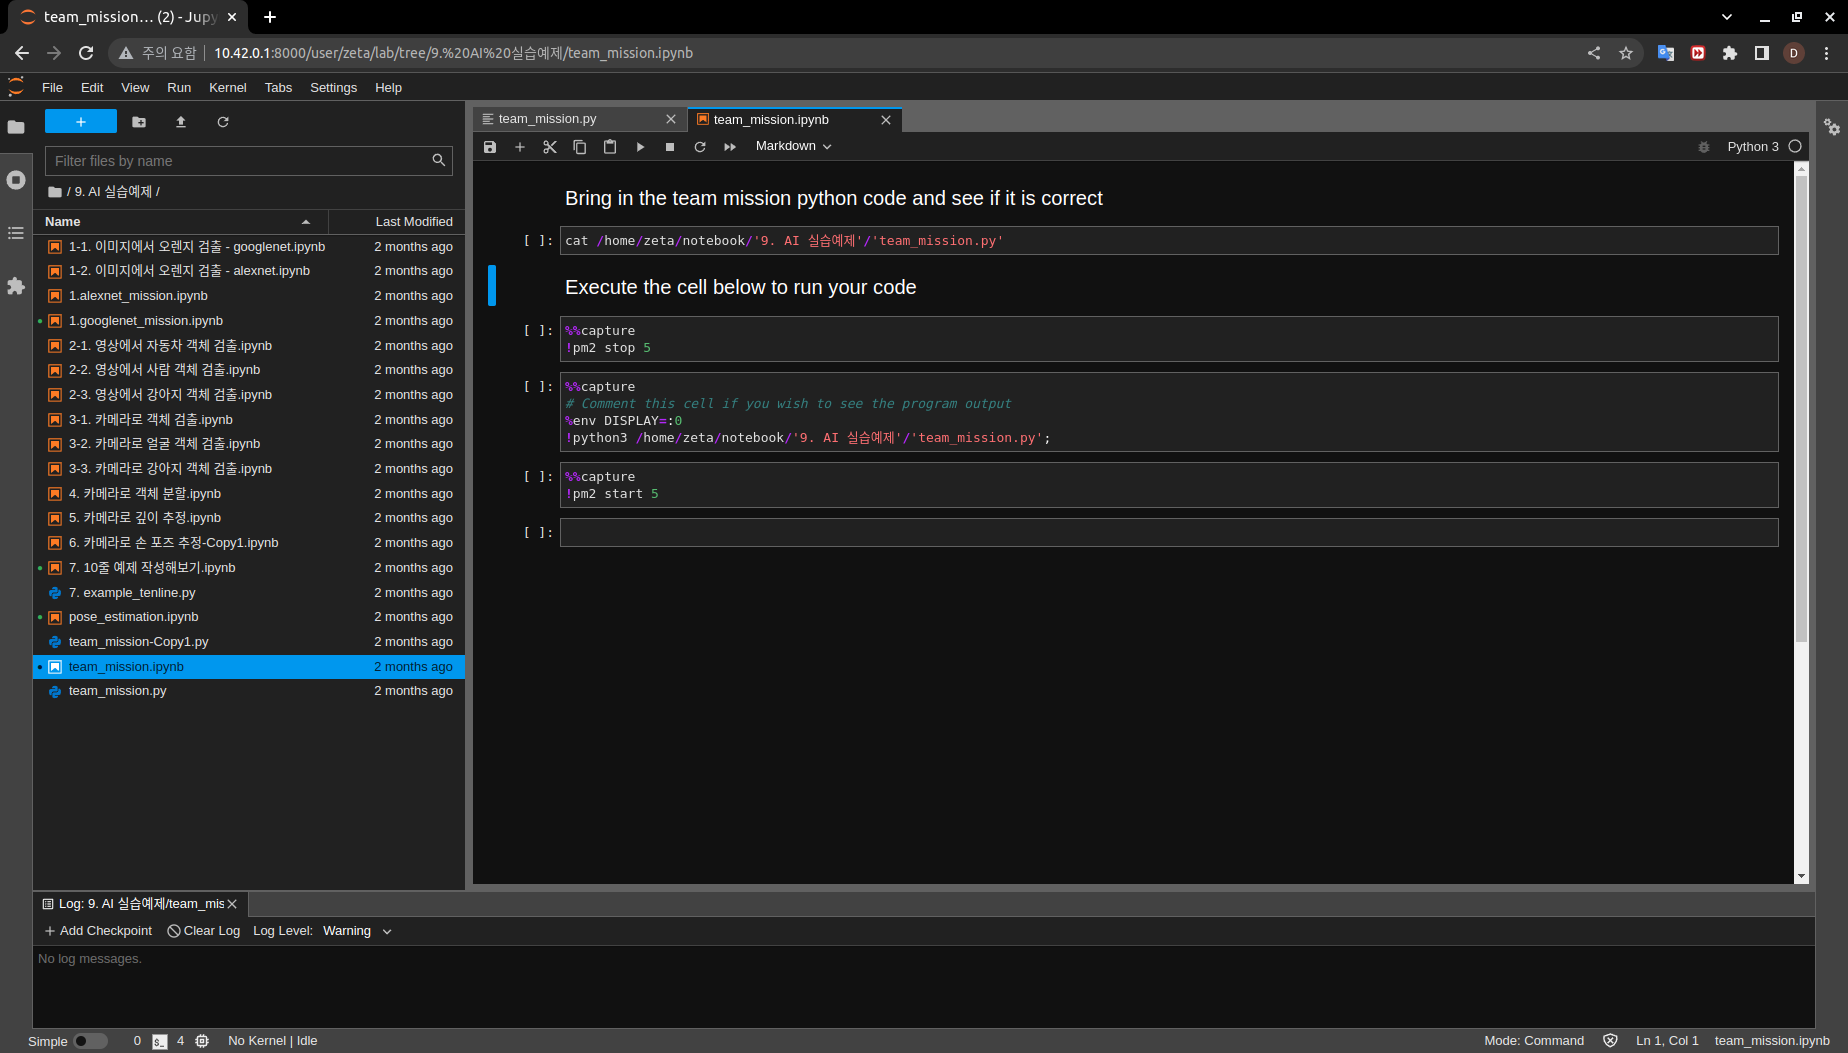 team_mission... (2) - Jupy
주의 요함 10.42.0.1:8000/user/zeta/lab/tree/9.%20AI%20실습예제/team_mission.ipynb
D
File Edit View Run Kernel Tabs Settings Help
Filter files by name
/ 9. AI 실습예제 /
Name Last Modified
1-1. 이미지에서 오렌지 검출 - googlenet.ipynb 2 months ago
1-2. 이미지에서 오렌지 검출 - alexnet.ipynb 2 months ago
1.alexnet_mission.ipynb 2 months ago
1.googlenet_mission.ipynb 2 months ago
2-1. 영상에서 자동차 객체 검출.ipynb 2 months ago
2-2. 영상에서 사람 객체 검출.ipynb 2 months ago
2-3. 영상에서 강아지 객체 검출.ipynb 2 months ago
3-1. 카메라로 객체 검출.ipynb 2 months ago
3-2. 카메라로 얼굴 객체 검출.ipynb 2 months ago
3-3. 카메라로 강아지 객체 검출.ipynb 2 months ago
4. 카메라로 객체 분할.ipynb 2 months ago
5. 카메라로 깊이 추정.ipynb 2 months ago
6. 카메라로 손 포즈 추정-Copy1.ipynb 2 months ago
7. 10줄 예제 작성해보기.ipynb 2 months ago
7. example_tenline.py 2 months ago
pose_estimation.ipynb 2 months ago
team_mission-Copy1.py 2 months ago
team_mission.ipynb 2 months ago
team_mission.py 2 months ago
team_mission.py team_mission.ipynb
Markdown Python 3
Bring in the team mission python code and see if it is correct
[ ]: cat /home/zeta/notebook/'9. AI 실습예제'/'team_mission.py'
Execute the cell below to run your code
[ ]: %%capture
!pm2 stop 5
[ ]: %%capture
# Comment this cell if you wish to see the program output
%env DISPLAY=:0
!python3 /home/zeta/notebook/'9. AI 실습예제'/'team_mission.py';
[ ]: %%capture
!pm2 start 5
[ ]:
Log: 9. AI 실습예제/team_mis
Add Checkpoint Clear Log Log Level: Warning
No log messages.
Simple 0 4 No Kernel | Idle Mode: Command Ln 1, Col 1 team_mission.ipynb